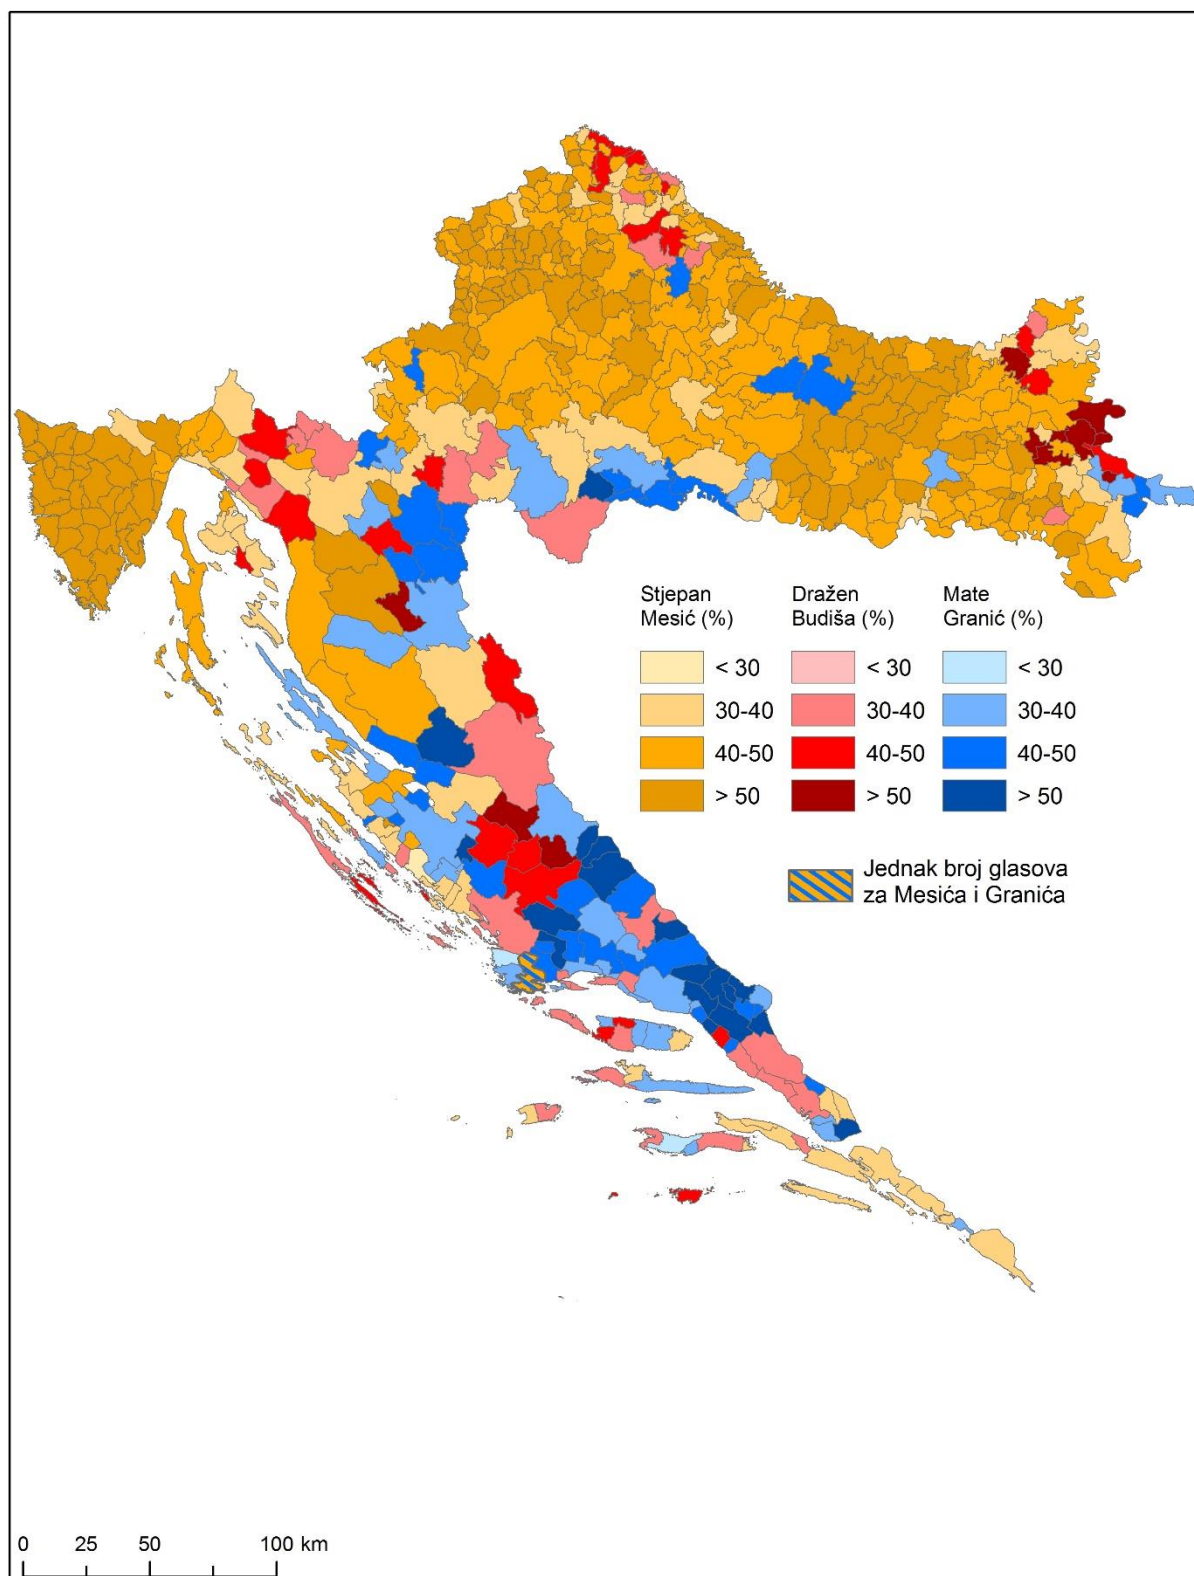 Stjepan
Mesić (%)
Dražen
Budiša (%)
Mate
Granić (%)
< 30
< 30
< 30
30-40
30-40
30-40
40-50
40-50
40-50
> 50
> 50
> 50
Jednak broj glasova
za Mesića i Granića
0 25 50 100 km